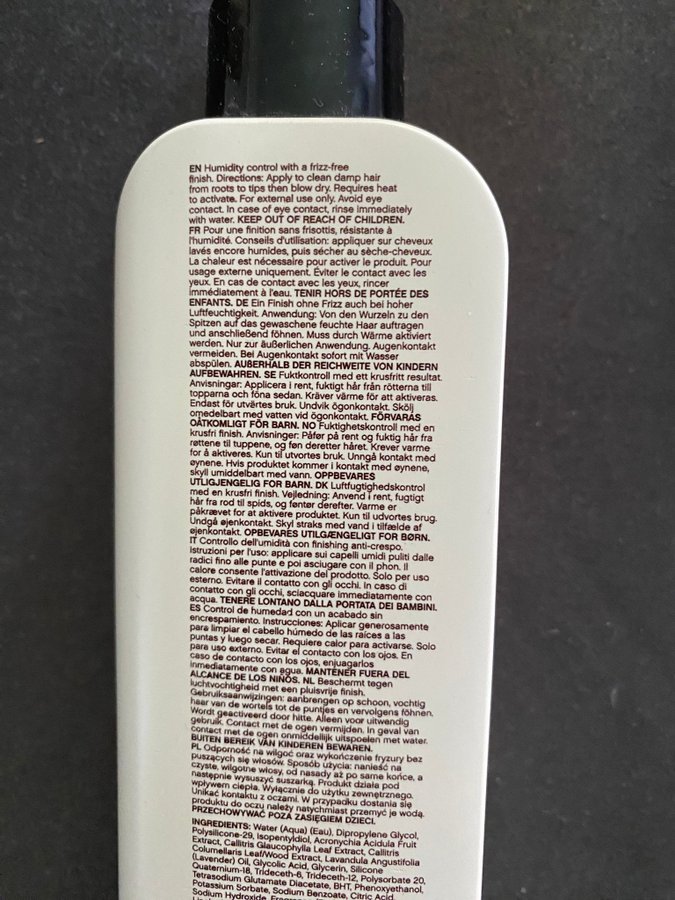 EN Humidity control with a frizz-free
finish. Directions: Apply to clean damp hair
from roots to tips then blow dry. Requires heat
to activate. For external use only. Avoid eye
contact. In case of eye contact, rinse immediately
with water. KEEP OUT OF REACH OF CHILDREN.
FR Pour une finition sans frisottis, résistante à
l'humidité. Conseils d'utilisation: appliquer sur cheveux
lavés encore humides, puis sécher au sèche-cheveux.
La chaleur est nécessaire pour activer le produit. Pour
usage externe uniquement. Éviter le contact avec les
yeux. En cas de contact avec les yeux, rincer
immédiatement à l'eau. TENIR HORS DE PORTÉE DES
ENFANTS. DE Ein Finish ohne Frizz auch bei hoher
Luftfeuchtigkeit. Anwendung: Von den Wurzeln zu den
Spitzen auf das gewaschene feuchte Haar auftragen
und anschließend föhnen. Muss durch Wärme aktiviert
werden. Nur zur äußerlichen Anwendung. Augenkontakt
vermeiden. Bei Augenkontakt sofort mit Wasser
abspülen. AUßERHALB DER REICHWEITE VON KINDERN
AUFBEWAHREN. SE Fuktkontroll med ett krusfritt resultat.
Anvisningar: Applicera i rent, fuktigt hår från rötterna till
topparna och föna sedan. Kräver värme för att aktiveras.
Endast för utvärtes bruk. Undvik ögonkontakt. Skölj
omedelbart med vatten vid ögonkontakt. FÖRVARAS
OÅTKOMLIGT FÖR BARN. NO Fuktighetskontroll med en
krusfri finish. Anvisninger: Påfør på rent og fuktig hår fra
røttene til tuppene, og føn deretter håret. Krever varme
for å aktiveres. Kun til utvortes bruk. Unngå kontakt med
øynene. Hvis produktet kommer i kontakt med øynene,
skyll umiddelbart med vann. OPPBEVARES
UTILGJENGELIG FOR BARN. DK Luftfugtighedskontrol
med en krusfri finish. Vejledning: Anvend i rent, fugtigt
hår fra rod til spids, og føntør derefter. Varme er
påkrævet for at aktivere produktet. Kun til udvortes brug.
Undgå øjenkontakt. Skyl straks med vand i tilfælde af
øjenkontakt. OPBEVARES UTILGÆNGELIGT FOR BØRN.
IT Controllo dell'umidità con finishing anti-crespo.
Istruzioni per l'uso: applicare sui capelli umidi puliti dalle
radici fino alle punte e poi asciugare con il phon. Il
calore consente l'attivazione del prodotto. Solo per uso
esterno. Evitare il contatto con gli occhi. In caso di
contatto con gli occhi, sciacquare immediatamente con
acqua. TENERE LONTANO DALLA PORTATA DEI BAMBINI.
ES Control de humedad con un acabado sin
encrespamiento. Instrucciones: Aplicar generosamente
para limpiar el cabello húmedo de las raíces a las
puntas y luego secar. Requiere calor para activarse. Solo
para uso externo. Evitar el contacto con los ojos. En
caso de contacto con los ojos, enjuagarlos
inmediatamente con agua. MANTENER FUERA DEL
ALCANCE DE LOS NIÑOS. NL Beschermt tegen
luchtvochtigheid met een pluisvrije finish.
Gebruiksaanwijzingen: aanbrengen op schoon, vochtig
haar van de wortels tot de puntjes en vervolgens föhnen.
Wordt geactiveerd door hitte. Alleen voor uitwendig
gebruik. Contact met de ogen vermijden. In geval van
contact met de ogen onmiddellijk uitspoelen met water.
BUITEN BEREIK VAN KINDEREN BEWAREN.
PL Odporność na wilgoć oraz wykończenie fryzury bez
puszących się włosów. Sposób użycia: nanieść na
czyste, wilgotne włosy, od nasady aż po same końce, a
następnie wysuszyć suszarką. Produkt działa pod
wpływem ciepła. Wyłącznie do użytku zewnętrznego.
Unikać kontaktu z oczami. W przypadku dostania się
produktu do oczu należy natychmiast przemyć je wodą.
PRZECHOWYWAĆ POZA ZASIĘGIEM DZIECI.
INGREDIENTS: Water (Aqua) (Eau), Dipropylene Glycol,
Polysilicone-29, Isopentyldiol, Acronychia Acidula Fruit
Extract, Callitris Glaucophylla Leaf Extract, Callitris
Columellaris Leaf/Wood Extract, Lavandula Angustifolia
(Lavender) Oil, Glycolic Acid, Glycerin, Silicone
Quaternium-18, Trideceth-6, Trideceth-12, Polysorbate 20,
Tetrasodium Glutamate Diacetate, BHT, Phenoxyethanol,
Potassium Sorbate, Sodium Benzoate, Citric Acid,
Sodium Hydroxide,